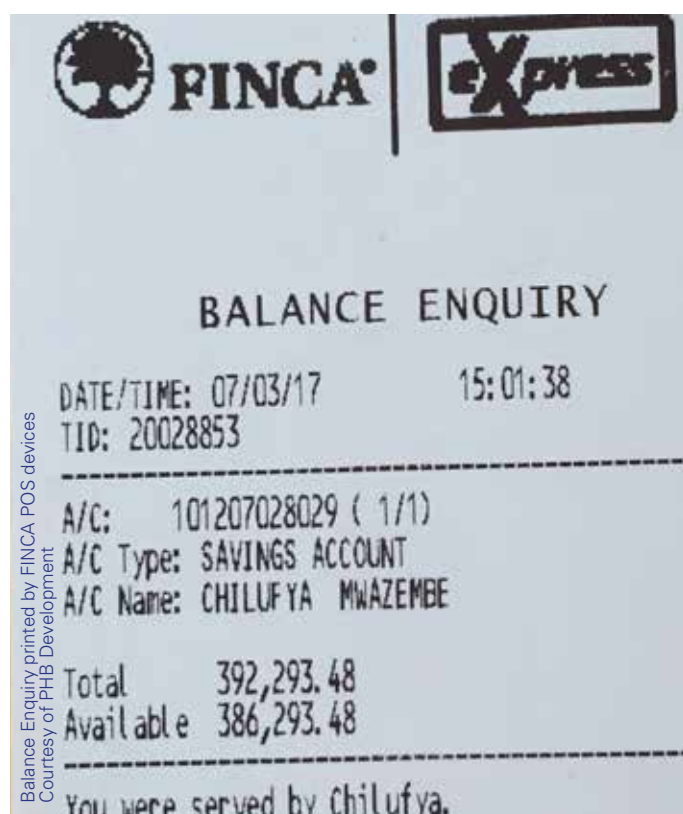 FINCA®
eXpress
BALANCE ENQUIRY
DATE/TIME: 07/03/17 15:01:38
TID: 20028853
A/C: 101207028029 ( 1/1)
A/C Type: SAVINGS ACCOUNT
A/C Name: CHILUFYA MWAZEMBE
Total 392,293.48
Available 386,293.48
You were served by Chilufya.
Balance Enquiry printed by FINCA POS devices
Courtesy of PHB Development